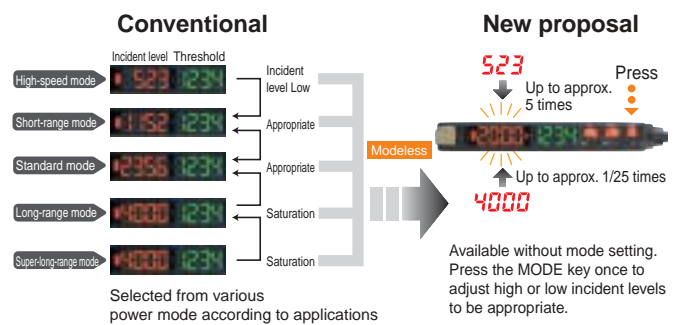 Conventional
New proposal
Incident level Threshold
High-speed mode
523 1234
Incident
level Low
Short-range mode
1152 1234
Appropriate
Standard mode
2356 1234
Appropriate
Long-range mode
4000 1234
Saturation
Super-long-range mode
4000 1234
Saturation
Selected from various
power mode according to applications
Modeless
523
Press
Up to approx.
5 times
2000 1234
Up to approx. 1/25 times
4000
Available without mode setting.
Press the MODE key once to
adjust high or low incident levels
to be appropriate.